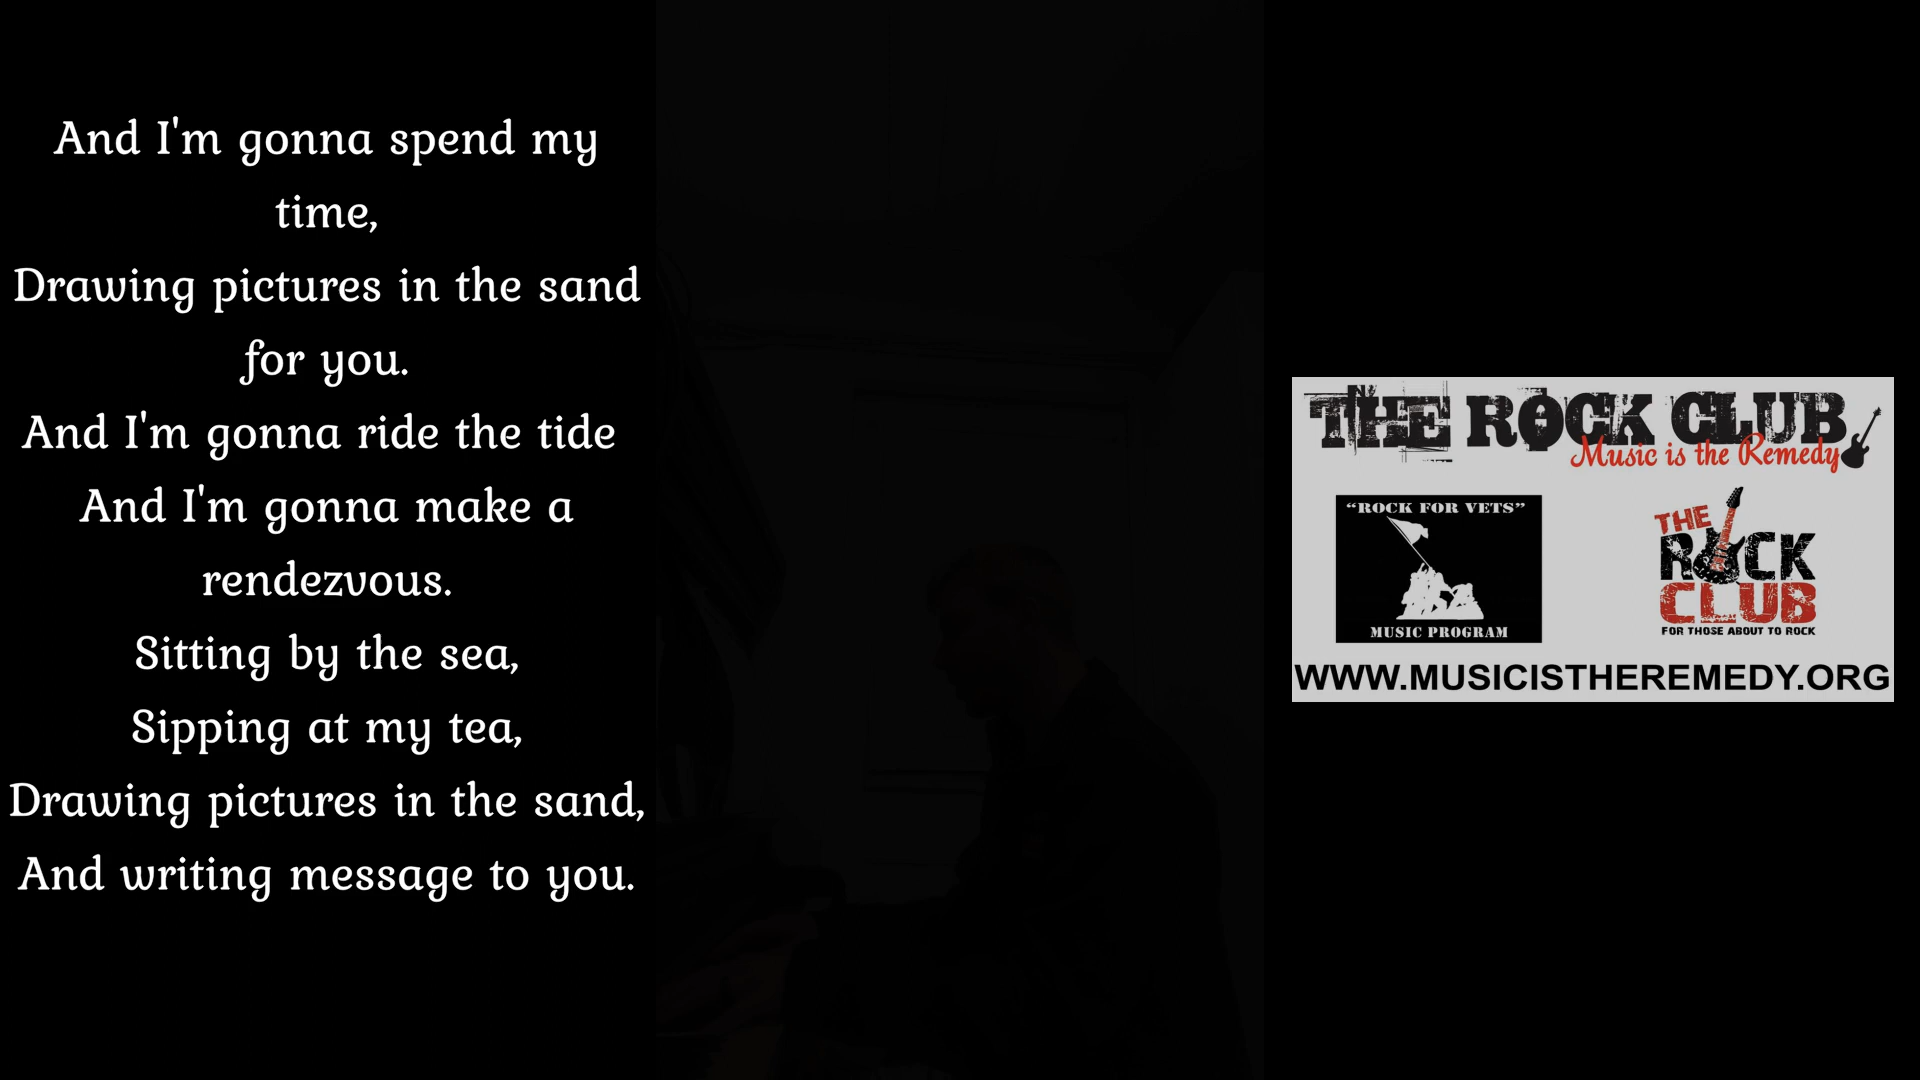 And I'm gonna spend my
time,
Drawing pictures in the sand
for you.
And I'm gonna ride the tide
And I'm gonna make a
rendezvous.
Sitting by the sea,
Sipping at my tea,
Drawing pictures in the sand,
And writing message to you.
THE ROCK CLUB
Music is the Remedy
“ROCK FOR VETS”
MUSIC PROGRAM
THE
ROCK
CLUB
FOR THOSE ABOUT TO ROCK
WWW.MUSICISTHEREMEDY.ORG